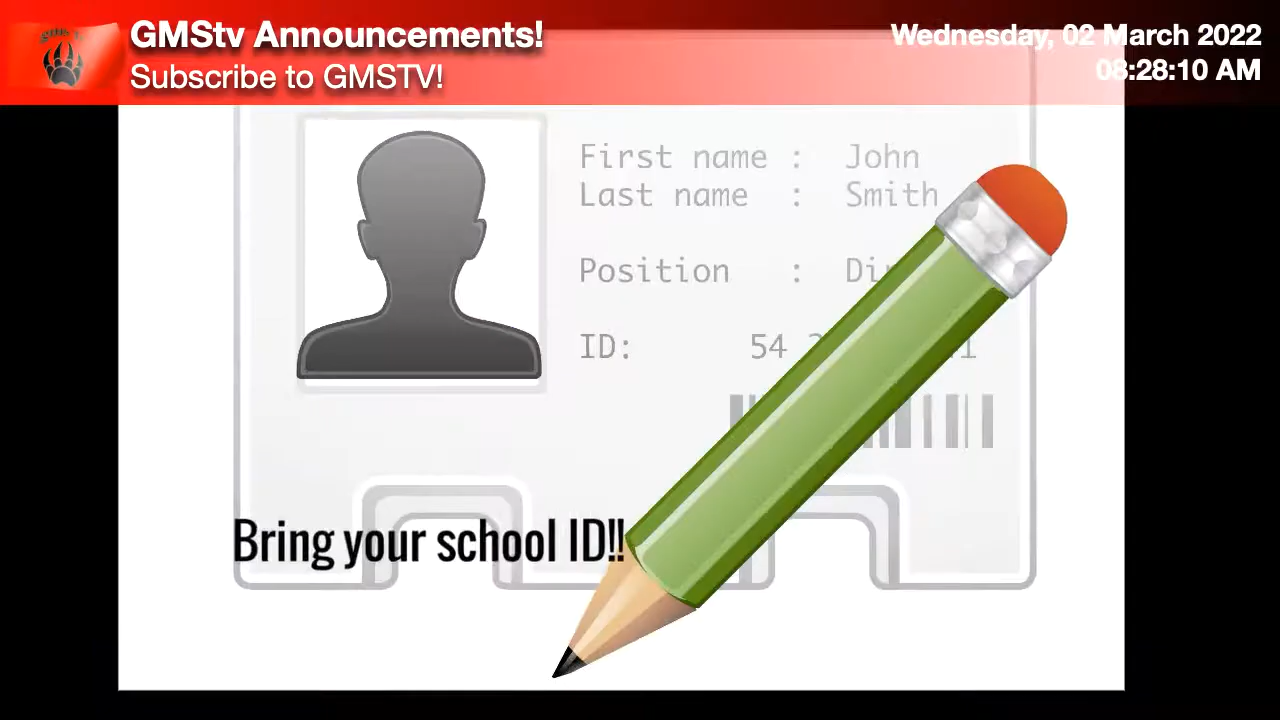 GMStv Announcements!
Subscribe to GMSTV!
Wednesday, 02 March 2022
08:28:10 AM
First name : John
Last name : Smith
Position :
ID: 54
Bring your school ID!!